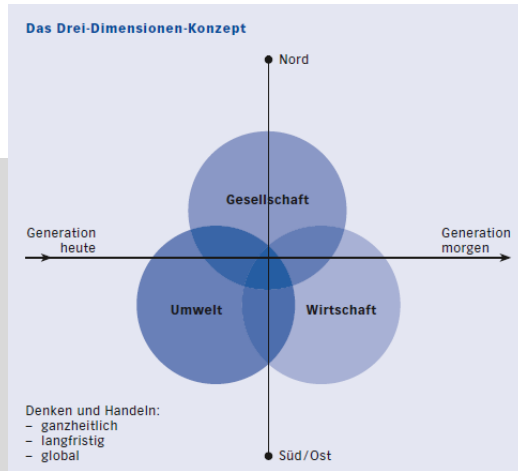 Das Drei-Dimensionen-Konzept
Nord
Gesellschaft
Generation
heute
Generation
morgen
Umwelt
Wirtschaft
Denken und Handeln:
– ganzheitlich
– langfristig
– global
Süd/Ost